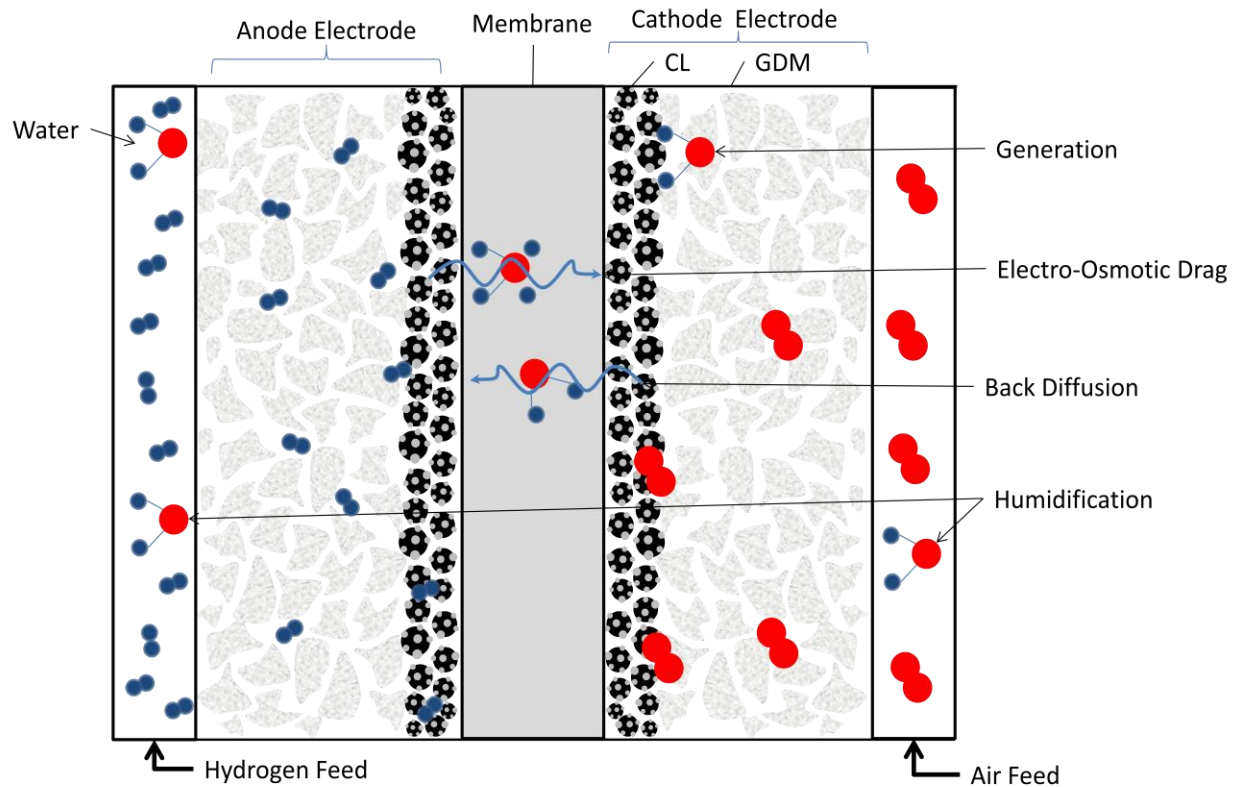 Anode Electrode
Membrane
Cathode Electrode
CL
GDM
Water
Generation
Electro-Osmotic Drag
Back Diffusion
Humidification
Hydrogen Feed
Air Feed